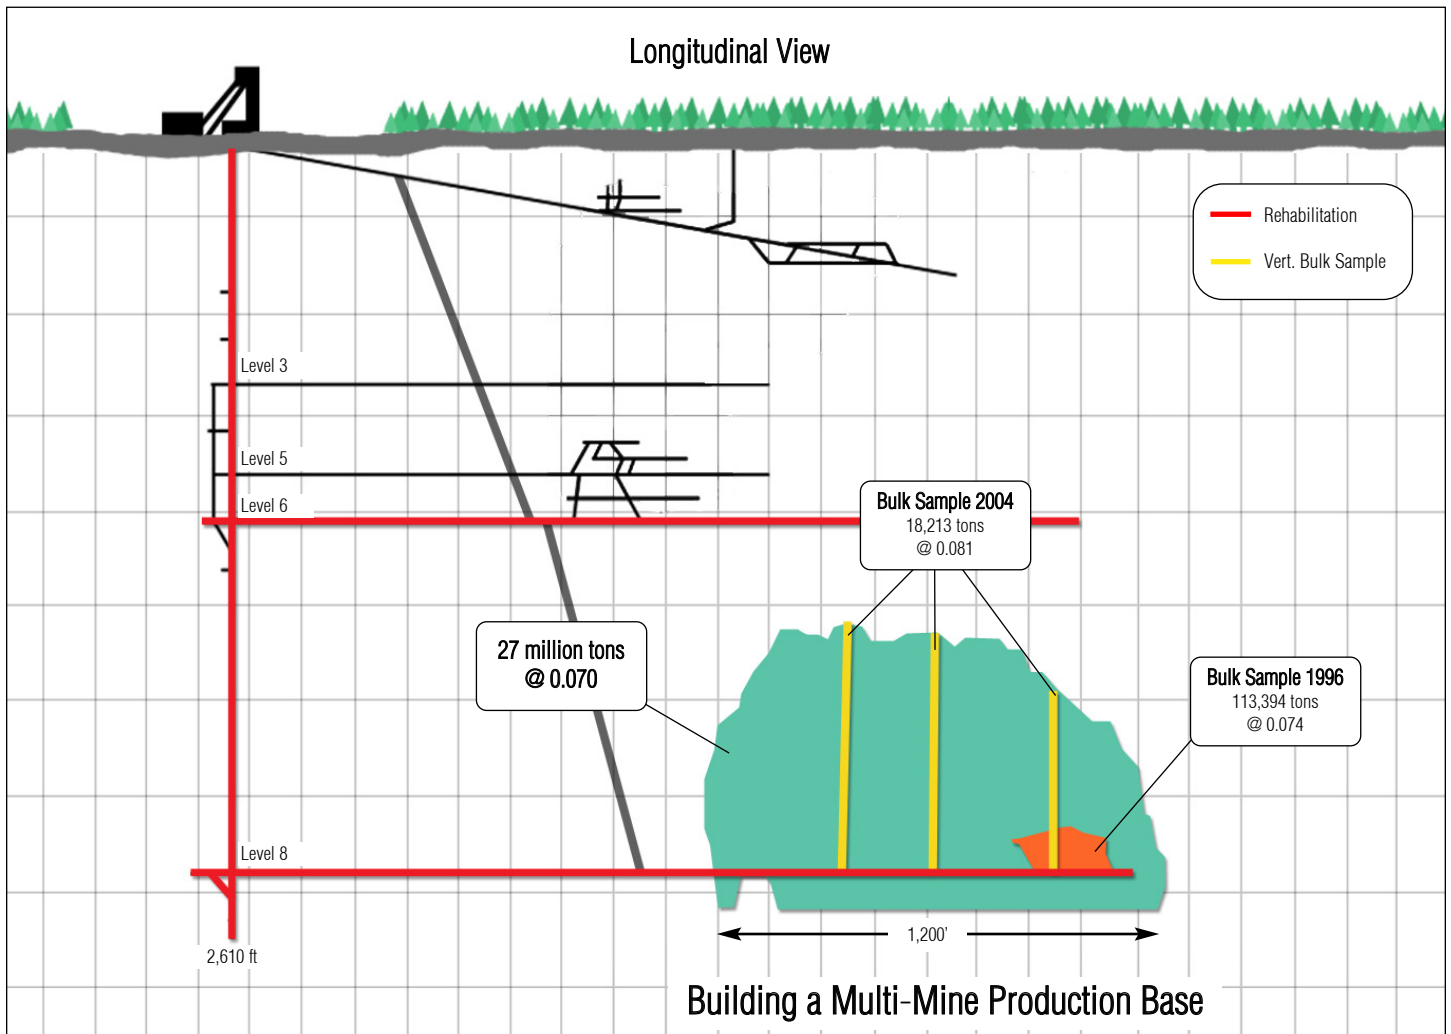 Longitudinal View
Rehabilitation
Vert. Bulk Sample
Level 3
Level 5
Level 6
Bulk Sample 2004
18,213 tons
@ 0.081
27 million tons
@ 0.070
Bulk Sample 1996
113,394 tons
@ 0.074
Level 8
1,200'
2,610 ft
Building a Multi-Mine Production Base